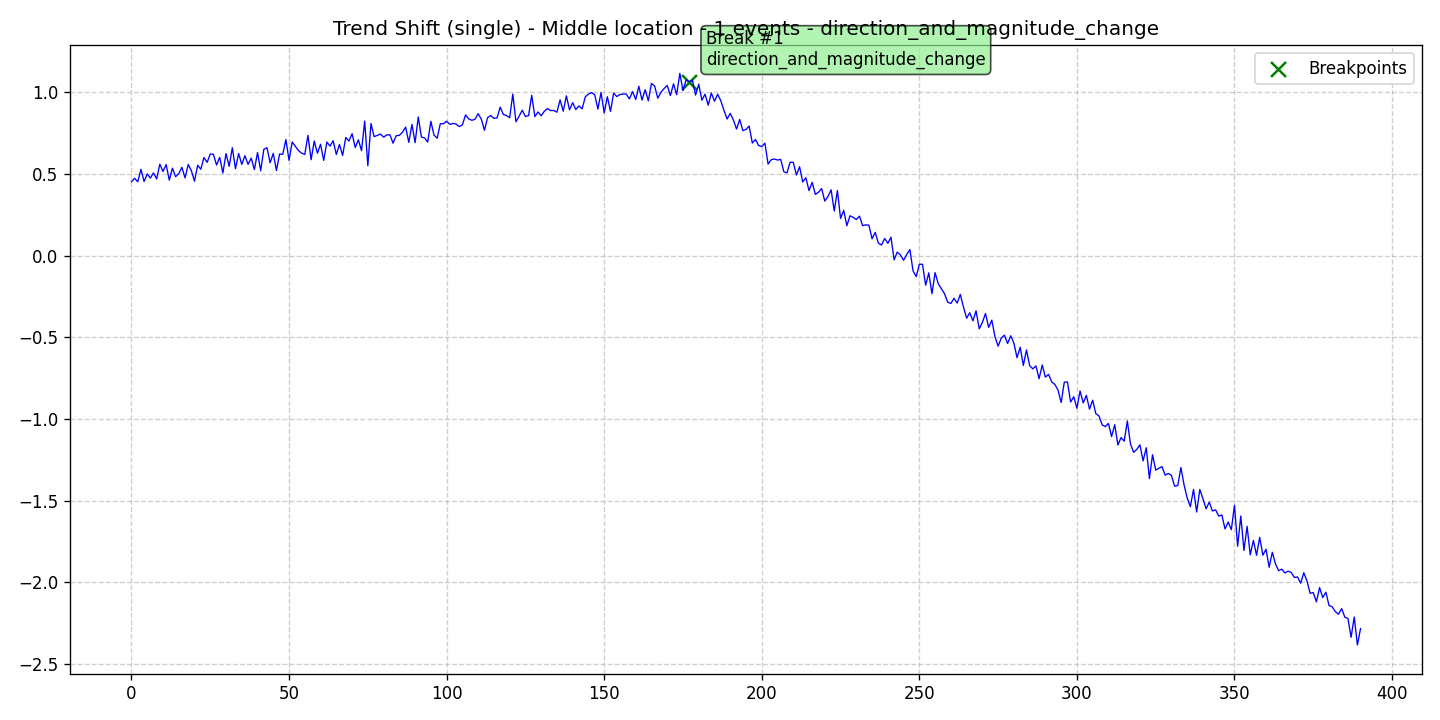 Trend Shift (single) - Middle location - 1 events - direction_and_magnitude_change
Break #1
direction_and_magnitude_change
Breakpoints
1.0
0.5
0.0
−0.5
−1.0
−1.5
−2.0
−2.5
0 50 100 150 200 250 300 350 400